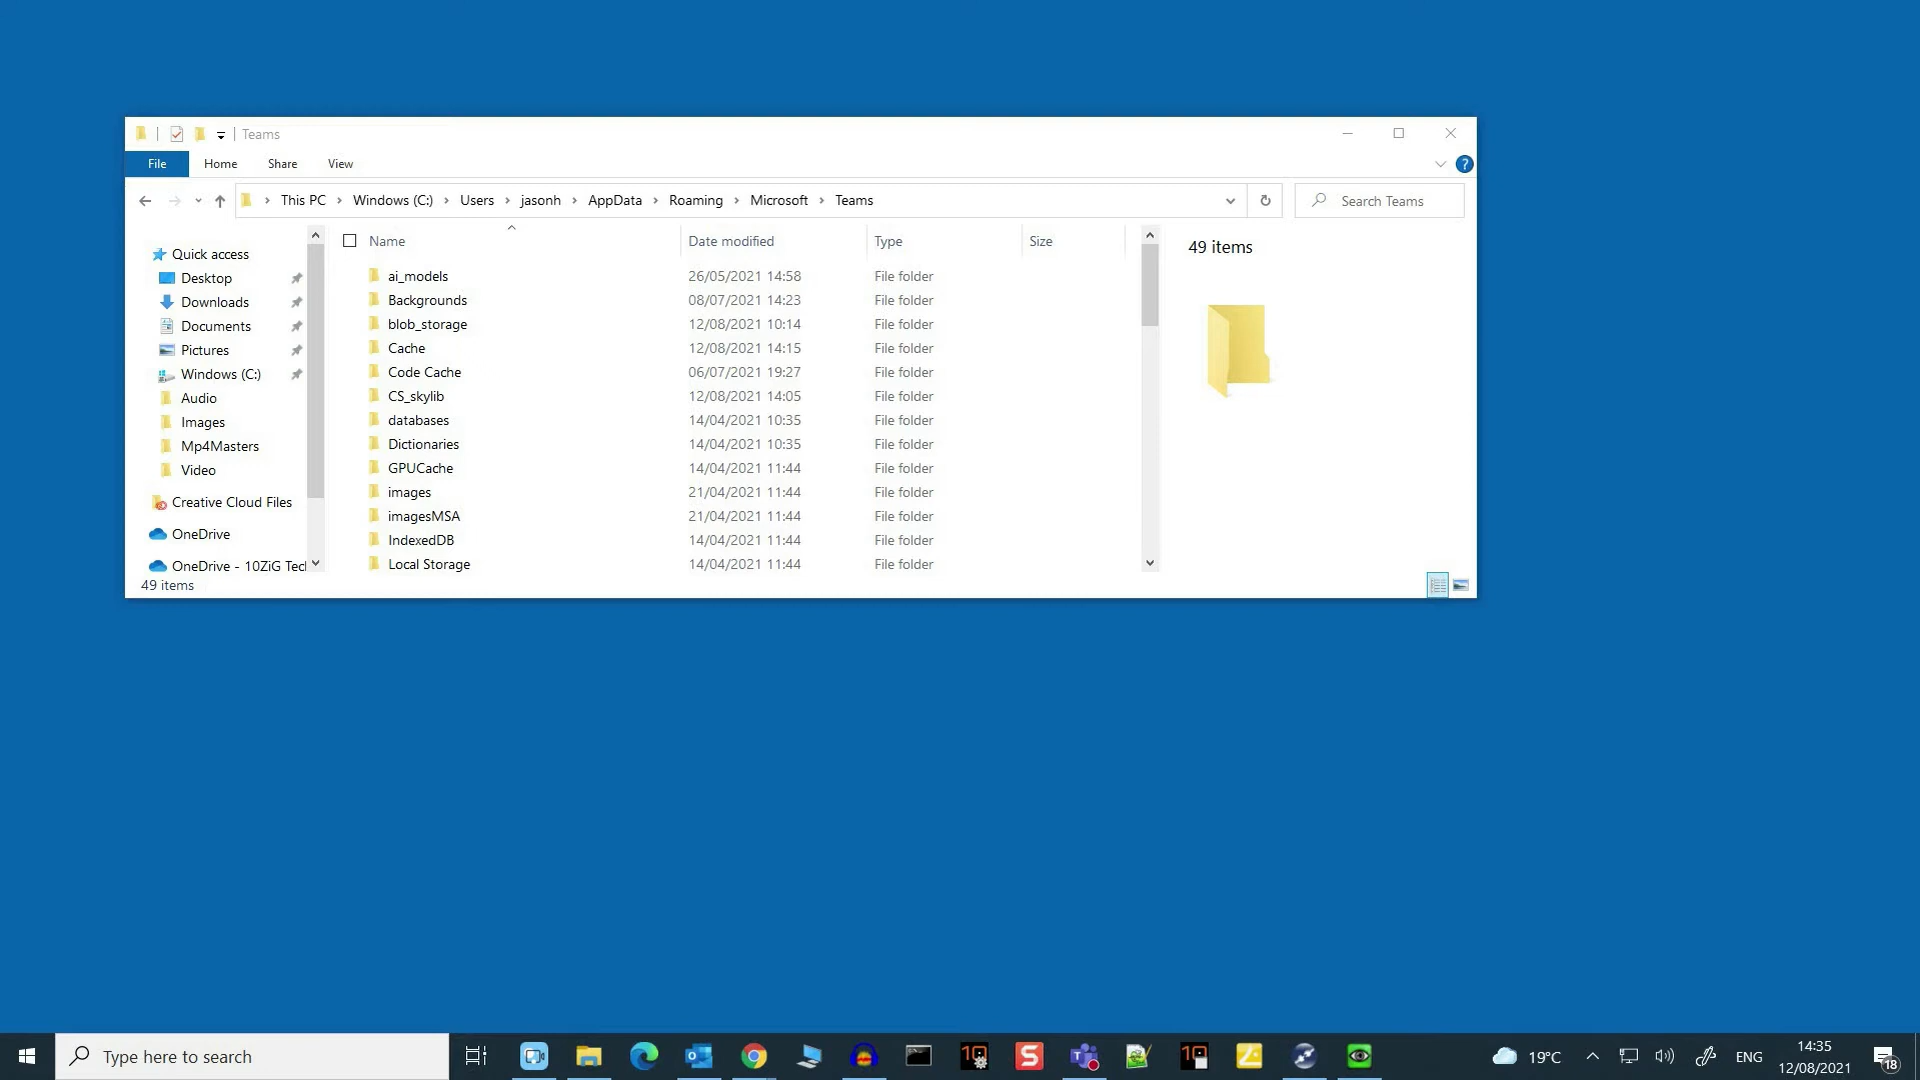 Teams
File Home Share View
This PC Windows (C:) Users jasonh AppData Roaming Microsoft Teams Search Teams
Name Date modified Type Size
49 items
Quick access
Desktop
Downloads
Documents
Pictures
Windows (C:)
Audio
Images
Mp4Masters
Video
Creative Cloud Files
OneDrive
OneDrive - 10ZiG Tecl
ai_models 26/05/2021 14:58 File folder
Backgrounds 08/07/2021 14:23 File folder
blob_storage 12/08/2021 10:14 File folder
Cache 12/08/2021 14:15 File folder
Code Cache 06/07/2021 19:27 File folder
CS_skylib 12/08/2021 14:05 File folder
databases 14/04/2021 10:35 File folder
Dictionaries 14/04/2021 10:35 File folder
GPUCache 14/04/2021 11:44 File folder
images 21/04/2021 11:44 File folder
imagesMSA 21/04/2021 11:44 File folder
IndexedDB 14/04/2021 11:44 File folder
Local Storage 14/04/2021 11:44 File folder
49 items
Type here to search
19°C
ENG
14:35
12/08/2021
18